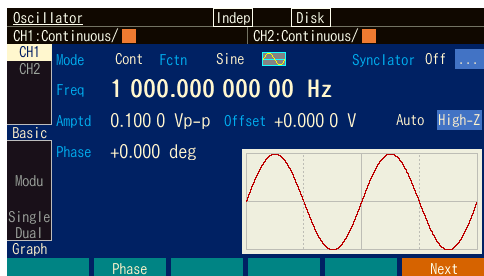 Oscillator Indep Disk
CH1:Continuous/ CH2:Continuous/
CH1
CH2
Mode Cont Fctn Sine Synclator Off ...
Freq 1 000.000 000 00 Hz
Amptd 0.100 0 Vp-p Offset +0.000 0 V Auto High-Z
Basic
Phase +0.000 deg
Modu
Single
Dual
Graph
Phase Next